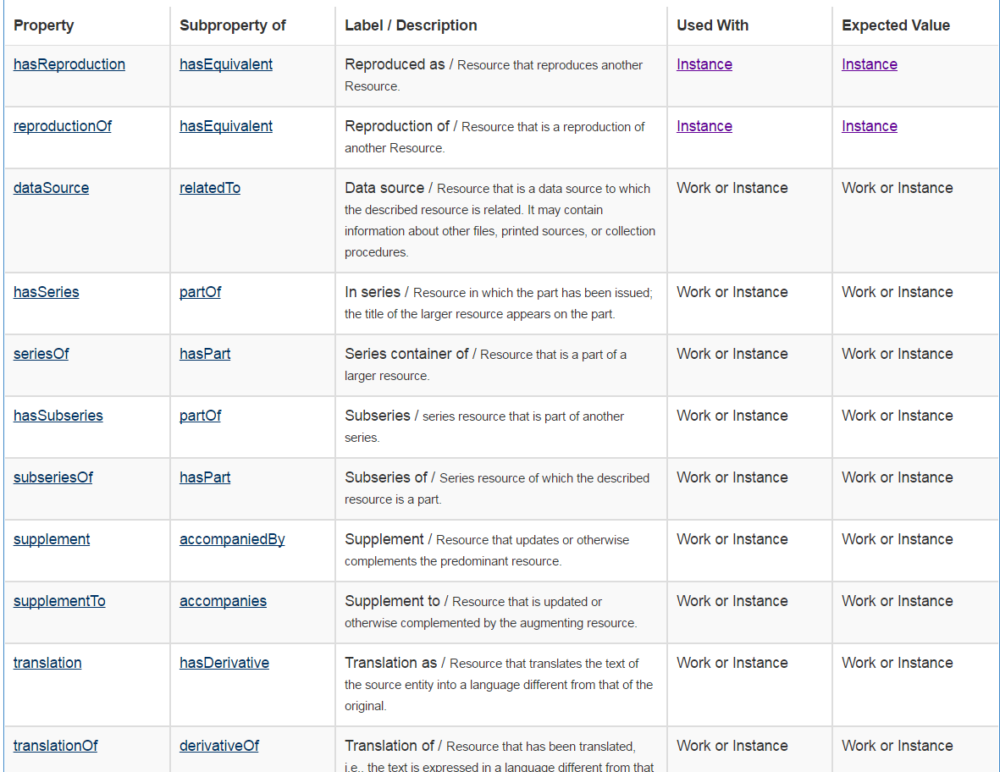 Property Subproperty of Label / Description Used With Expected Value
hasReproduction hasEquivalent Reproduced as / Resource that reproduces another Instance Instance
Resource.
reproductionOf hasEquivalent Reproduction of / Resource that is a reproduction of Instance Instance
another Resource.
dataSource relatedTo Data source / Resource that is a data source to which Work or Instance Work or Instance
the described resource is related. It may contain
information about other files, printed sources, or collection
procedures.
hasSeries partOf In series / Resource in which the part has been issued; Work or Instance Work or Instance
the title of the larger resource appears on the part.
seriesOf hasPart Series container of / Resource that is a part of a Work or Instance Work or Instance
larger resource.
hasSubseries partOf Subseries / series resource that is part of another Work or Instance Work or Instance
series.
subseriesOf hasPart Subseries of / Series resource of which the described Work or Instance Work or Instance
resource is a part.
supplement accompaniedBy Supplement / Resource that updates or otherwise Work or Instance Work or Instance
complements the predominant resource.
supplementTo accompanies Supplement to / Resource that is updated or Work or Instance Work or Instance
otherwise complemented by the augmenting resource.
translation hasDerivative Translation as / Resource that translates the text of Work or Instance Work or Instance
the source entity into a language different from that of the
original.
translationOf derivativeOf Translation of / Resource that has been translated, Work or Instance Work or Instance
i.e., the text is expressed in a language different from that